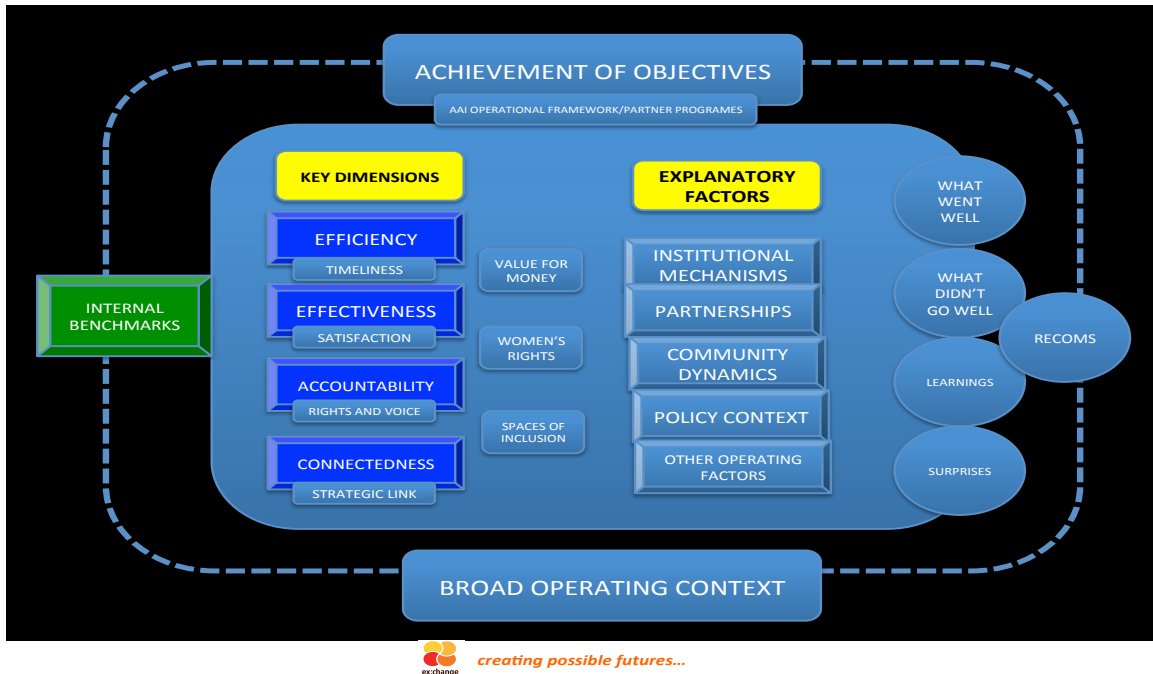 ACHIEVEMENT OF OBJECTIVES
AAI OPERATIONAL FRAMEWORK/PARTNER PROGRAMES
KEY DIMENSIONS
EFFICIENCY
TIMELINESS
EFFECTIVENESS
SATISFACTION
ACCOUNTABILITY
RIGHTS AND VOICE
CONNECTEDNESS
STRATEGIC LINK
INTERNAL
BENCHMARKS
VALUE FOR
MONEY
WOMEN’S
RIGHTS
SPACES OF
INCLUSION
EXPLANATORY
FACTORS
INSTITUTIONAL
MECHANISMS
PARTNERSHIPS
COMMUNITY
DYNAMICS
POLICY CONTEXT
OTHER OPERATING
FACTORS
WHAT
WENT
WELL
WHAT
DIDN’T
GO WELL
LEARNINGS
SURPRISES
RECOMS
BROAD OPERATING CONTEXT
ex:change
creating possible futures…